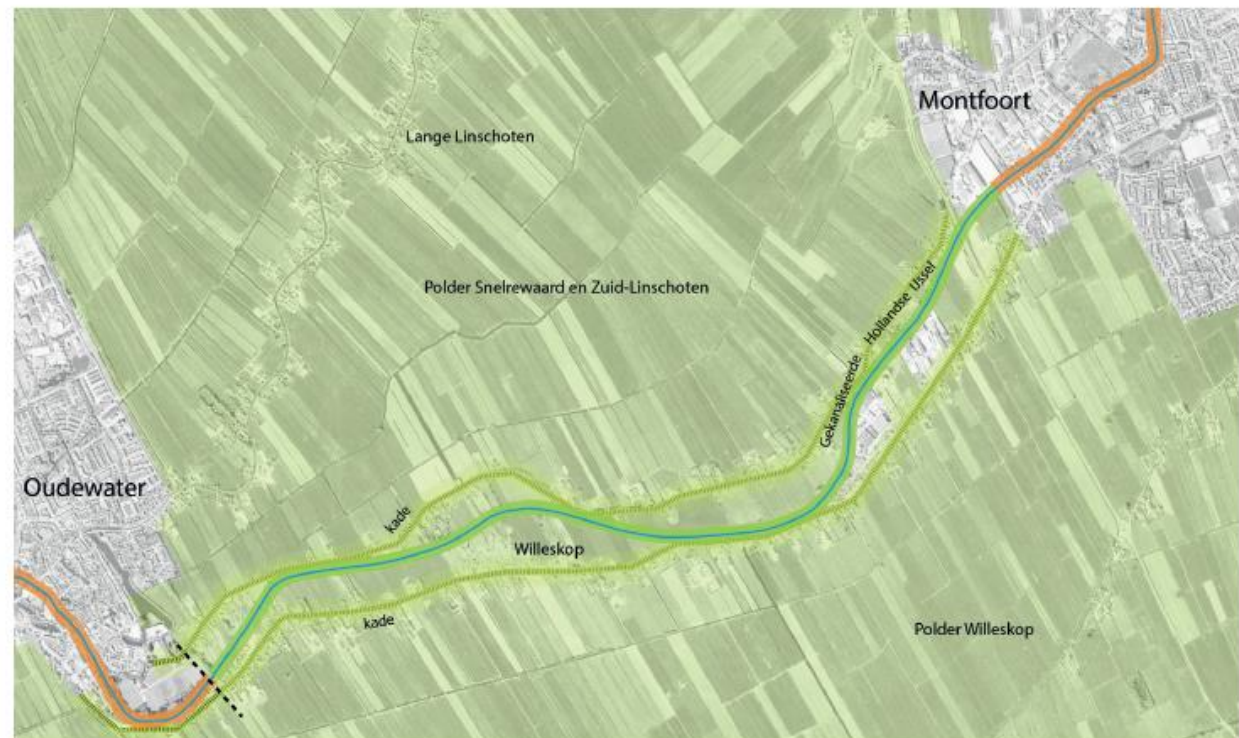 Montfoort
Lange Linschoten
Polder Snelrewaard en Zuid-Linschoten
Gekanaliseerde Hollandse IJssel
Oudewater
kade
Willeskop
kade
Polder Willeskop